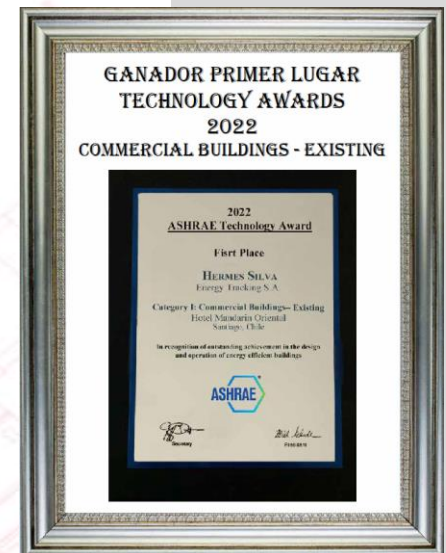 GANADOR PRIMER LUGAR
TECHNOLOGY AWARDS
2022
COMMERCIAL BUILDINGS - EXISTING
2022
ASHRAE Technology Award
Fisrt Place
HERMES SILVA
Energy Tracking S.A.
Category I: Commercial Buildings– Existing
Hotel Mandarin Oriental
Santiago, Chile
In recognition of outstanding achievement in the design
and operation of energy efficient buildings
ASHRAE
Secretary
President